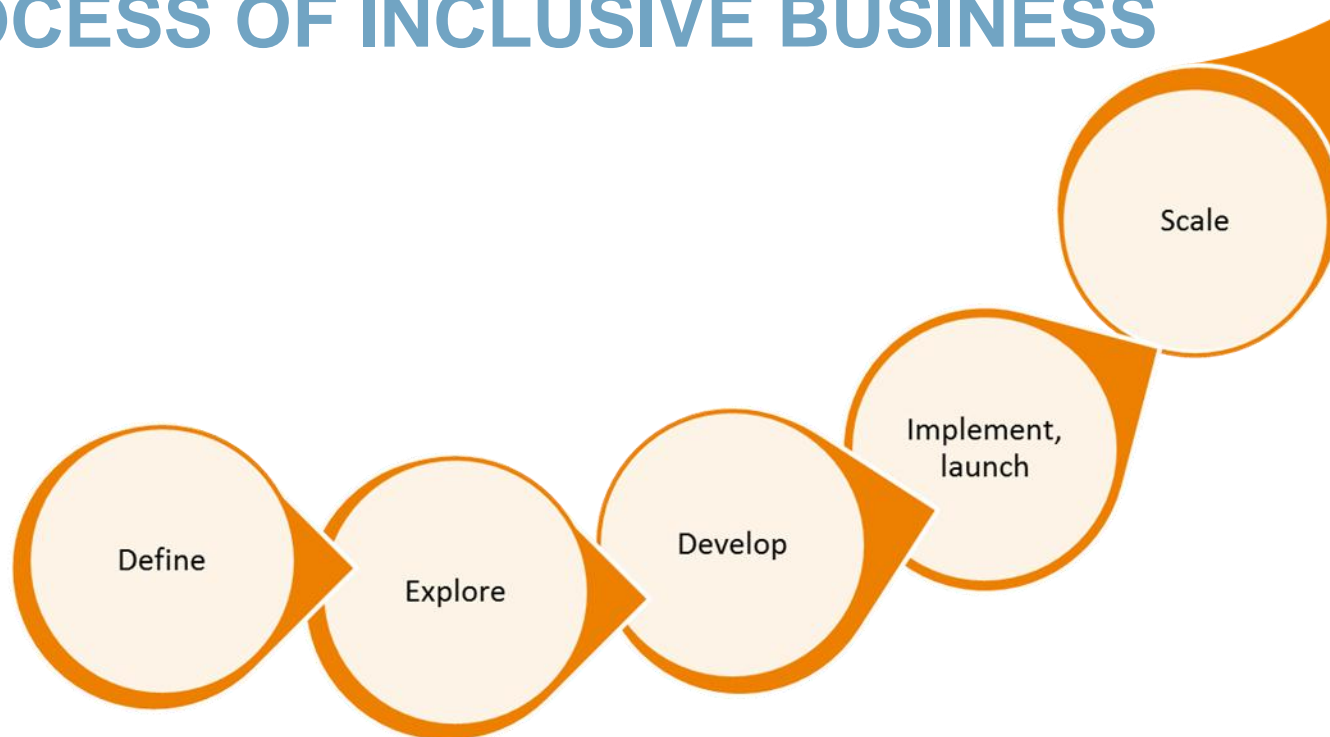 OCESS OF INCLUSIVE BUSINESS
Define
Explore
Develop
Implement,
launch
Scale